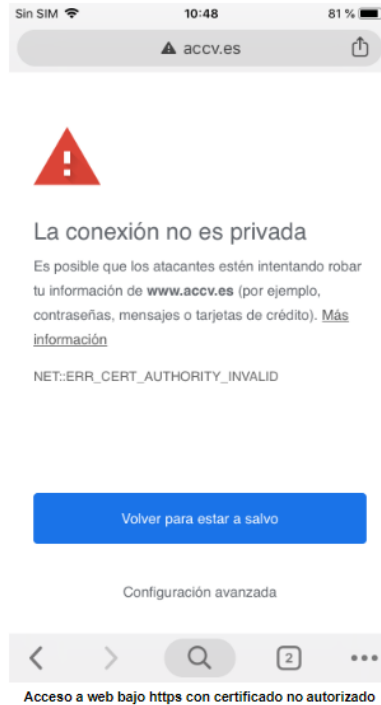 Sin SIM 10:48 81 %
accv.es
La conexión no es privada
Es posible que los atacantes estén intentando robar
tu información de www.accv.es (por ejemplo,
contraseñas, mensajes o tarjetas de crédito). Más
información
NET::ERR_CERT_AUTHORITY_INVALID
Volver para estar a salvo
Configuración avanzada
2
Acceso a web bajo https con certificado no autorizado